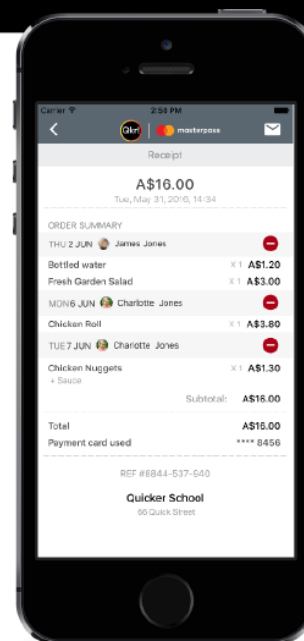 Carrier 2:58 PM
Qkr! masterpass
Receipt
A$16.00
Tue, May 31, 2016, 14:34
ORDER SUMMARY
THU 2 JUN James Jones
Bottled water X 1 A$1.20
Fresh Garden Salad X 1 A$3.00
MON 6 JUN Charlotte Jones
Chicken Roll X 1 A$3.80
TUE 7 JUN Charlotte Jones
Chicken Nuggets X 1 A$1.30
+ Sauce
Subtotal: A$16.00
Total A$16.00
Payment card used **** 8456
REF #6844-537-940
Quicker School
66 Quick Street